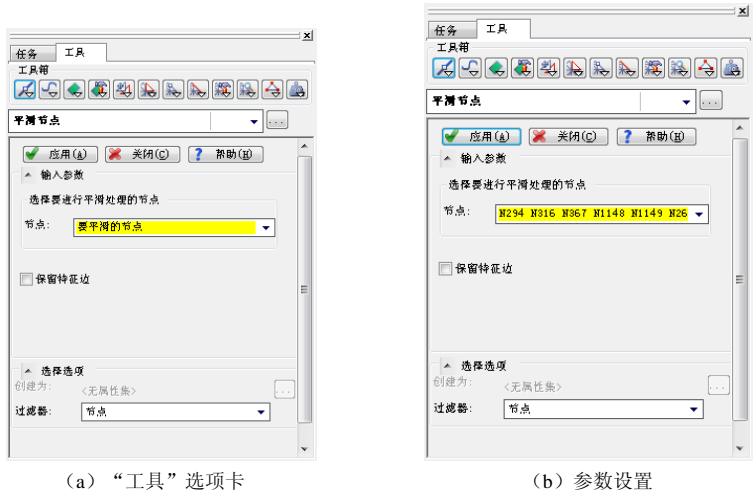 任务 工具
工具箱
平滑节点
...
应用(A) 关闭(C) ? 帮助(H)
输入参数
选择要进行平滑处理的节点
节点: 要平滑的节点
保留特征边
选择选项
创建为: <无属性集> ...
过滤器: 节点
(a)“工具”选项卡
任务 工具
工具箱
平滑节点
...
应用(A) 关闭(C) ? 帮助(H)
输入参数
选择要进行平滑处理的节点
节点: N294 N316 N367 N1148 N1149 N26
保留特征边
选择选项
创建为: <无属性集> ...
过滤器: 节点
(b)参数设置